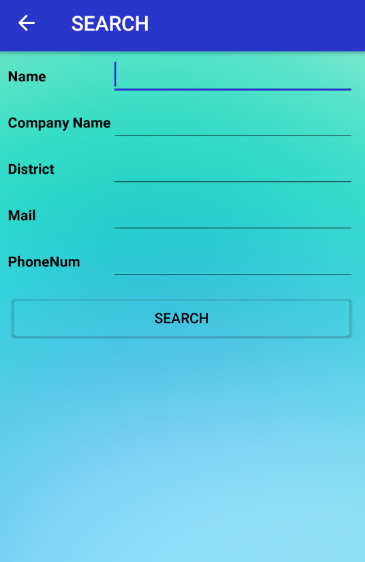 SEARCH
Name
Company Name
District
Mail
PhoneNum
SEARCH